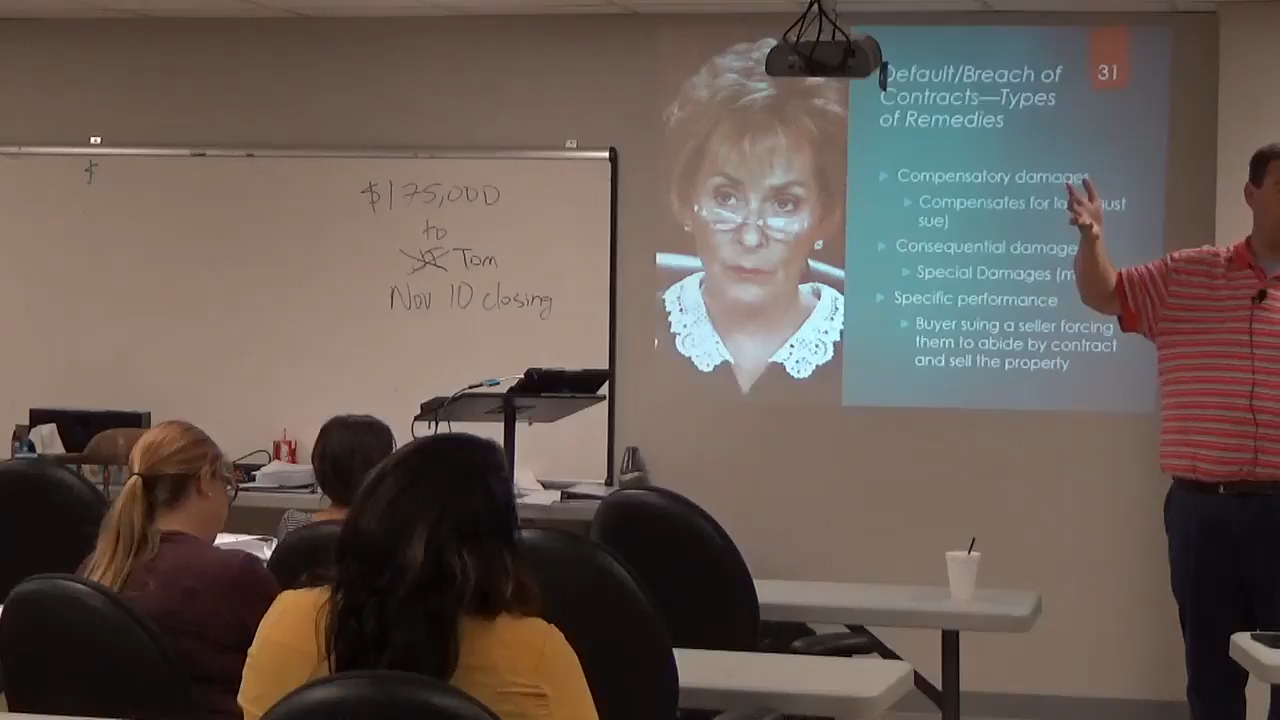 $
$175,000
to
Tom
Nov 10 closing
31
Default/Breach of
Contracts—Types
of Remedies
Compensatory damages
Compensates for
ust
sue)
Consequential damage
Special Damages (m
Specific performance
Buyer suing a seller forcing
them to abide by contract
and sell the property